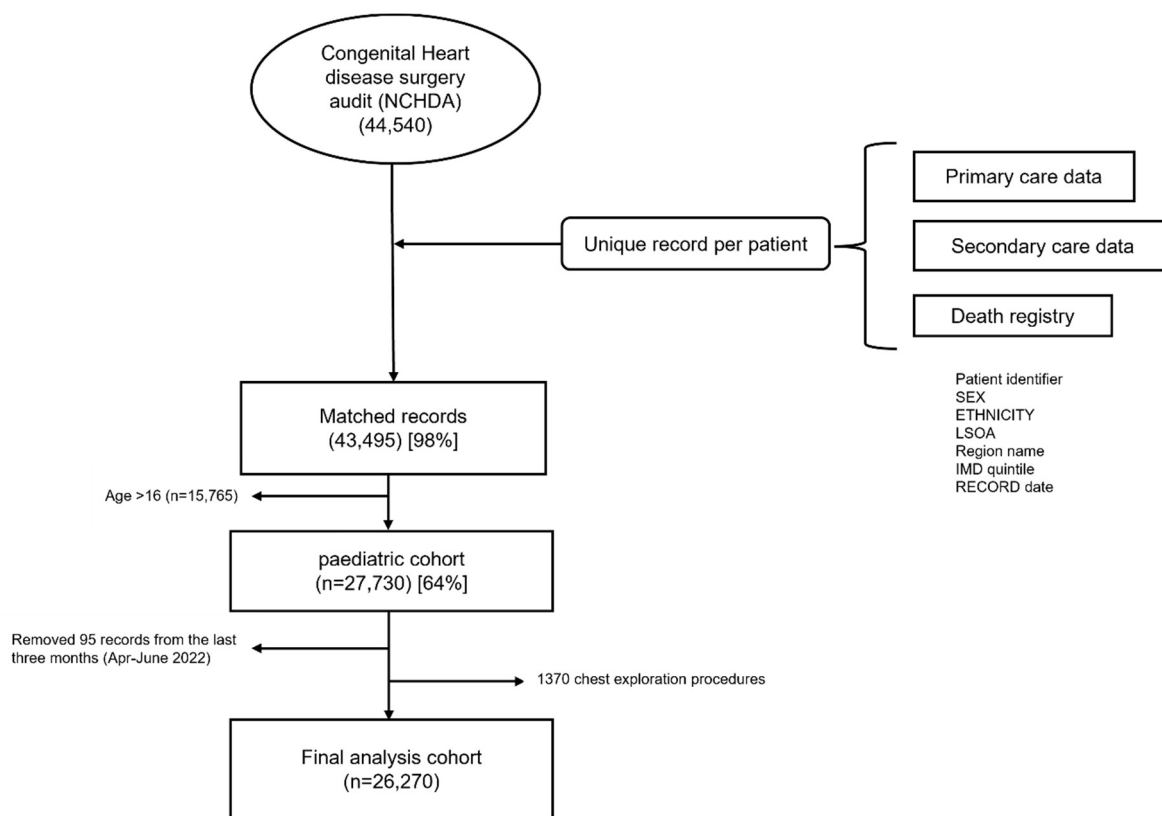 Congenital Heart
disease surgery
audit (NCHDA)
(44,540)
Unique record per patient
Primary care data
Secondary care data
Death registry
Patient identifier
SEX
ETHNICITY
LSOA
Region name
IMD quintile
RECORD date
Matched records
(43,495) [98%]
Age >16 (n=15,765)
paediatric cohort
(n=27,730) [64%]
Removed 95 records from the last
three months (Apr-June 2022)
1370 chest exploration procedures
Final analysis cohort
(n=26,270)